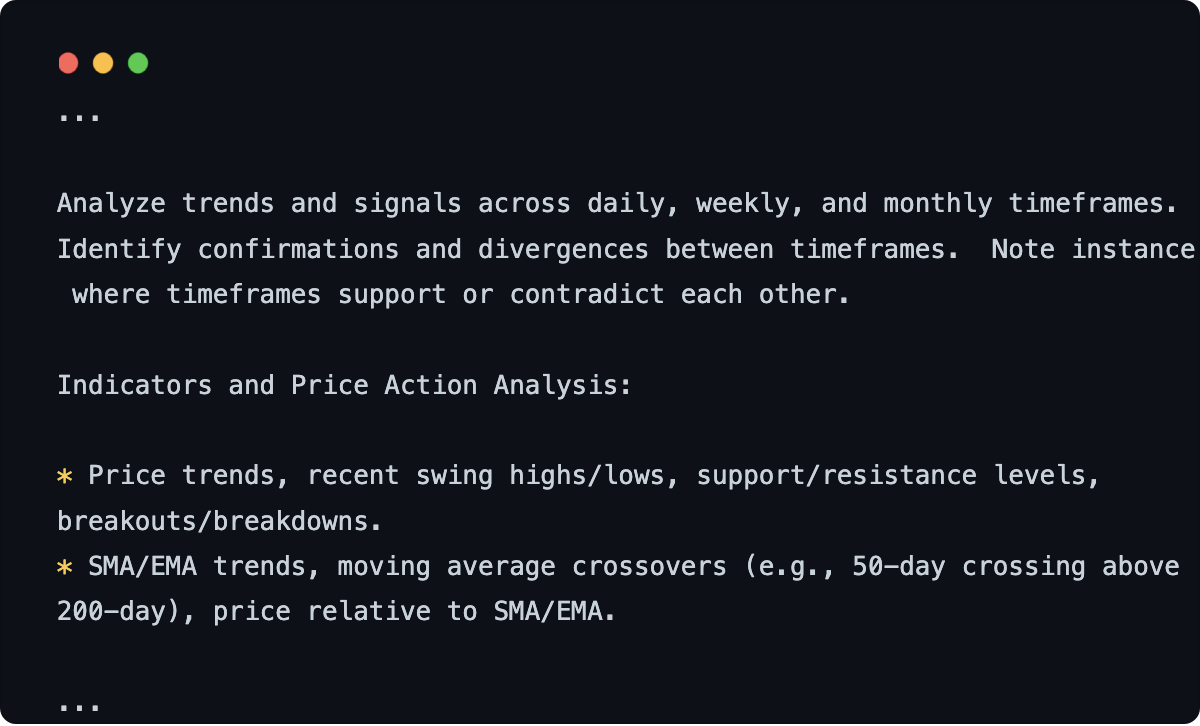 ...
Analyze trends and signals across daily, weekly, and monthly timeframes.
Identify confirmations and divergences between timeframes.  Note instance
where timeframes support or contradict each other.
Indicators and Price Action Analysis:
* Price trends, recent swing highs/lows, support/resistance levels,
breakouts/breakdowns.
* SMA/EMA trends, moving average crossovers (e.g., 50-day crossing above
200-day), price relative to SMA/EMA.
...